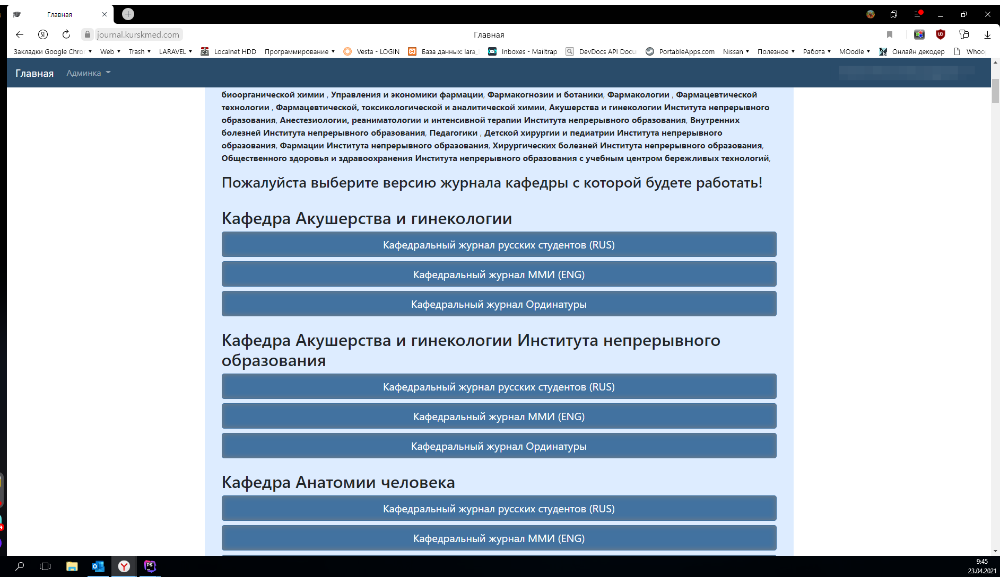 Главная
journal.kurskmed.com
Главная
Закладки Google Chror
Web
Trash
LARAVEL
Localnet HDD
Программирование
Vesta - LOGIN
База данных: lara_
Inboxes - Mailtrap
DevDocs API Docu
PortableApps.com
Nissan
Полезное
Работа
MOodle
Онлайн декодер
Whoo
Главная
Админка
биоорганической химии , Управления и экономики фармации, Фармакогнозии и ботаники, Фармакологии , Фармацевтической
технологии , Фармацевтической, токсикологической и аналитической химии, Акушерства и гинекологии Института непрерывного
образования, Анестезиологии, реаниматологии и интенсивной терапии Института непрерывного образования, Внутренних
болезней Института непрерывного образования, Педагогики , Детской хирургии и педиатрии Института непрерывного
образования, Фармации Института непрерывного образования, Хирургических болезней Института непрерывного образования,
Общественного здоровья и здравоохранения Института непрерывного образования с учебным центром бережливых технологий,
Пожалуйста выберите версию журнала кафедры с которой будете работать!
Кафедра Акушерства и гинекологии
Кафедральный журнал русских студентов (RUS)
Кафедральный журнал ММИ (ENG)
Кафедральный журнал Ординатуры
Кафедра Акушерства и гинекологии Института непрерывного
образования
Кафедральный журнал русских студентов (RUS)
Кафедральный журнал ММИ (ENG)
Кафедральный журнал Ординатуры
Кафедра Анатомии человека
Кафедральный журнал русских студентов (RUS)
Кафедральный журнал ММИ (ENG)
9:45
23.04.2021